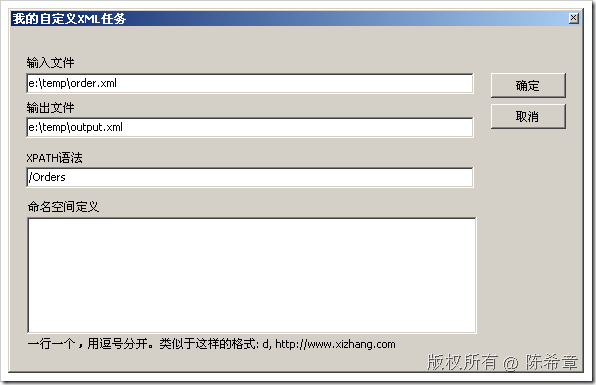 我的自定义XML任务
输入文件
e:\temp\order.xml
确定
输出文件
取消
e:\temp\output.xml
XPATH语法
/Orders
命名空间定义
一行一个，用逗号分开。类似于这样的格式: d, http://www.xizhang.com
版权所有 @ 陈希章